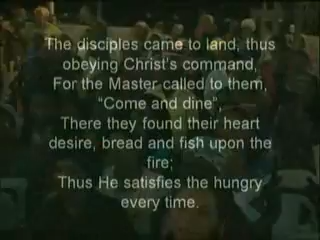 The disciples came to land, thus
obeying Christ's command,
For the Master called to them,
“Come and dine”,
There they found their heart
desire, bread and fish upon the
fire;
Thus He satisfies the hungry
every time.